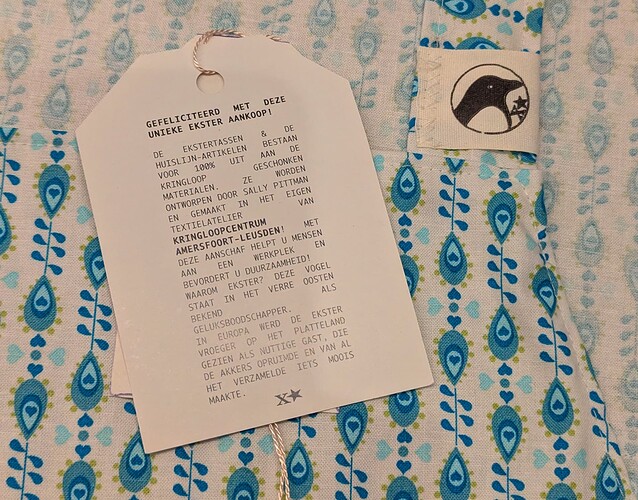 GEFELICITEERD MET DEZE
UNIEKE EKSTER AANKOOP!
DE EKSTERTASSEN & DE
HUISLIJN-ARTIKELEN BESTAAN
VOOR 100% UIT AAN DE
KRINGLOOP GESCHONKEN
MATERIALEN. ZE WORDEN
ONTWORPEN DOOR SALLY PITTMAN
EN GEMAAKT IN HET EIGEN
TEXTIELATELIER VAN
KRINGLOOPCENTRUM
AMERSFOORT-LEUSDEN! MET
DEZE AANSCHAF HELPT U MENSEN
AAN EEN WERKPLEK EN
BEVORDERT U DUURZAAMHEID!
WAAROM EKSTER? DEZE VOGEL
STAAT IN HET VERRE OOSTEN
BEKEND ALS
GELUKSBOODSCHAPPER.
IN EUROPA WERD DE EKSTER
VROEGER OP HET PLATTELAND
GEZIEN ALS NUTTIGE GAST, DIE
DE AKKERS OPRUIMDE EN VAN AL
HET VERZAMELDE IETS MOOIS
MAAKTE.
X★